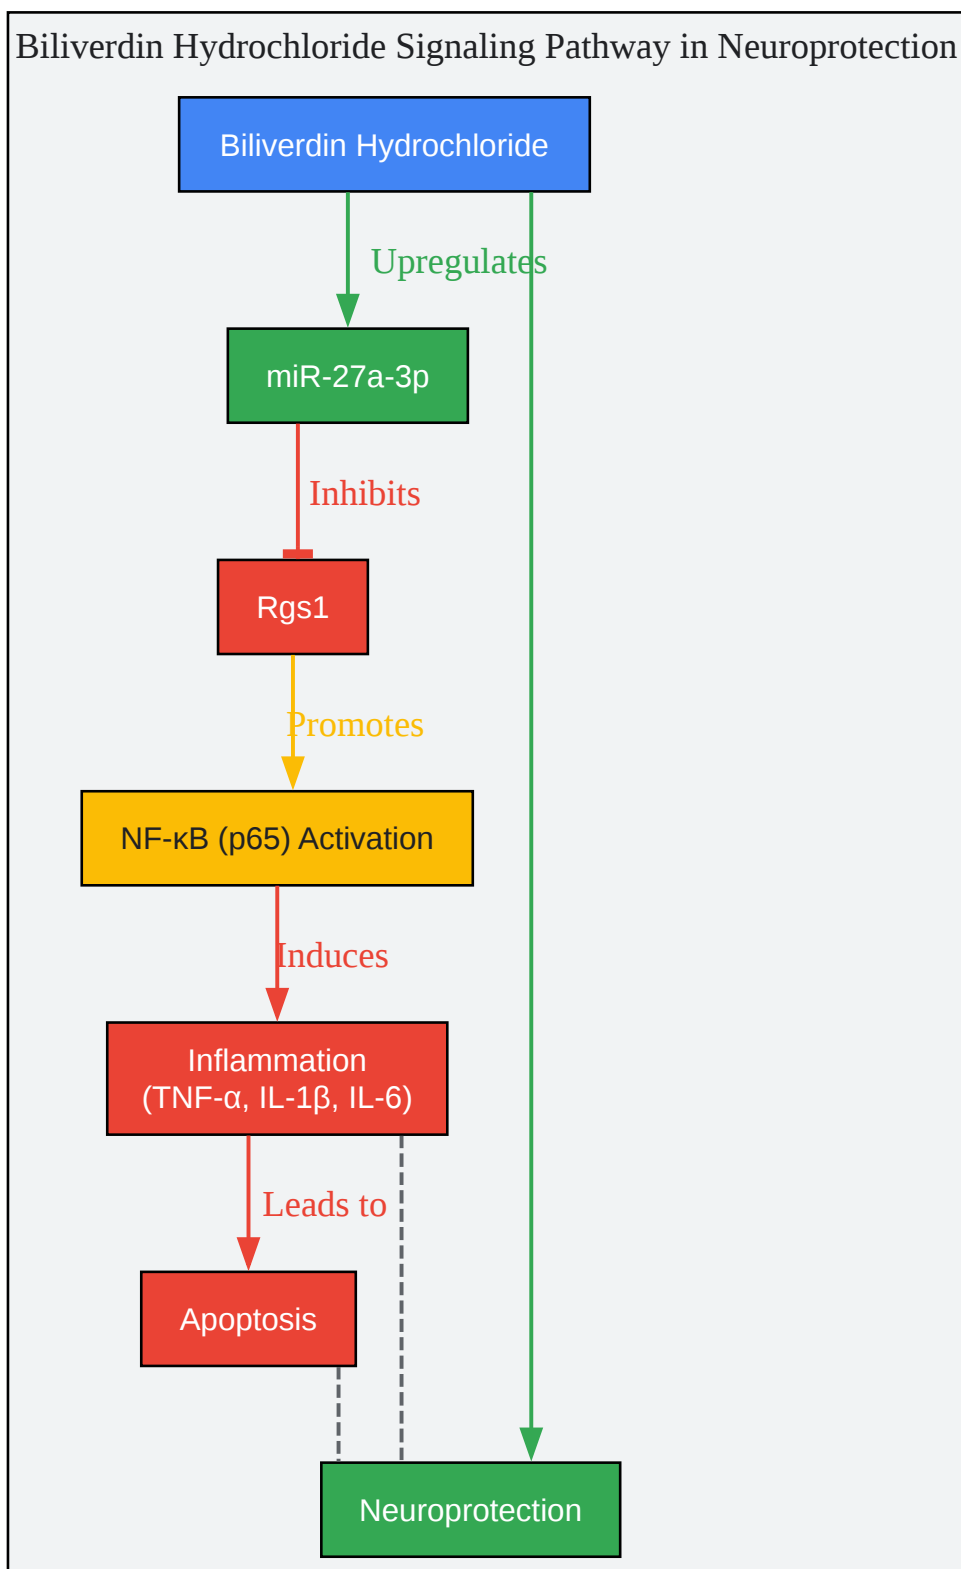 Biliverdin Hydrochloride Signaling Pathway in Neuroprotection
Biliverdin Hydrochloride
Upregulates
miR-27a-3p
Inhibits
Rgs1
Promotes
NF-κB (p65) Activation
Induces
Inflammation
(TNF-α, IL-1β, IL-6)
Leads to
Apoptosis
Neuroprotection